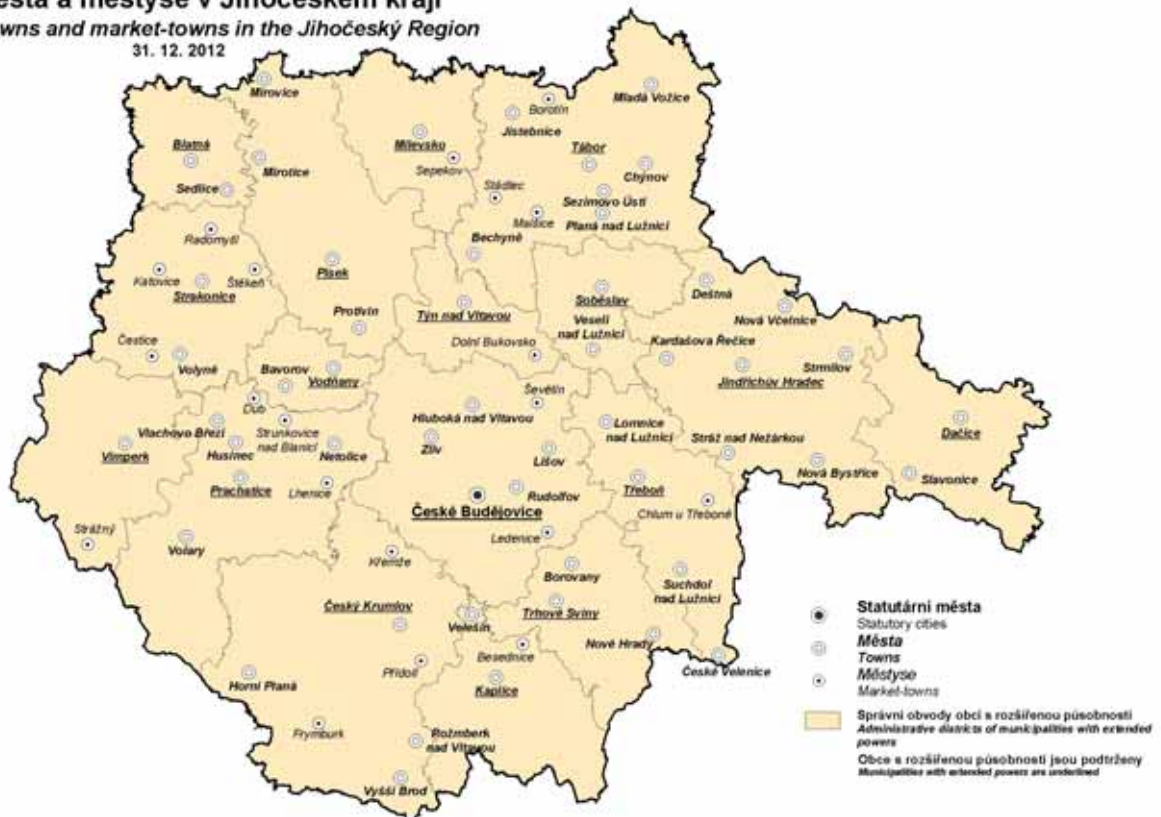 města a městyse v Jihočeském kraji
wns and market-towns in the Jihočeský Region
31. 12. 2012
Mirovice
Borotín
Mladá Vožice
Jistebnice
Blatná
Milevsko
Tábor
Mirotice
Sepekov
Chýnov
Sedlice
Stádlec
Sezimovo Ústí
Malšice
Planá nad Lužnicí
Radomyšl
Bechyně
Katovice
Štěkeň
Písek
Strakonice
Soběslav
Deštná
Protivín
Týn nad Vltavou
Veselí
nad Lužnicí
Nová Včelnice
Čestice
Dolní Bukovsko
Kardašova Řečice
Volyně
Bavorov
Vodňany
Strmilov
Jindřichův Hradec
Dub
Ševětín
Hluboká nad Vltavou
Lomnice
nad Lužnicí
Vlachovo Březí
Strunkovice
nad Blanicí
Dačice
Stráž nad Nežárkou
Vimperk
Husinec
Netolice
Zliv
Lišov
Nová Bystřice
Slavonice
Prachatice
Lhenice
Rudolfov
Třeboň
České Budějovice
Chlum u Třeboně
Strážný
Volary
Ledenice
Křemže
Borovany
Suchdol
nad Lužnicí
Český Krumlov
Trhové Sviny
Velešín
Nové Hrady
Besednice
České Velenice
Přídolí
Horní Planá
Kaplice
Frymburk
Rožmberk
nad Vltavou
Vyšší Brod
Statutární města
Statutory cities
Města
Towns
Městyse
Market-towns
Správní obvody obcí s rozšířenou působností
Administrative districts of municipalities with extended
powers
Obce s rozšířenou působností jsou podtrženy
Municipalities with extended powers are underlined